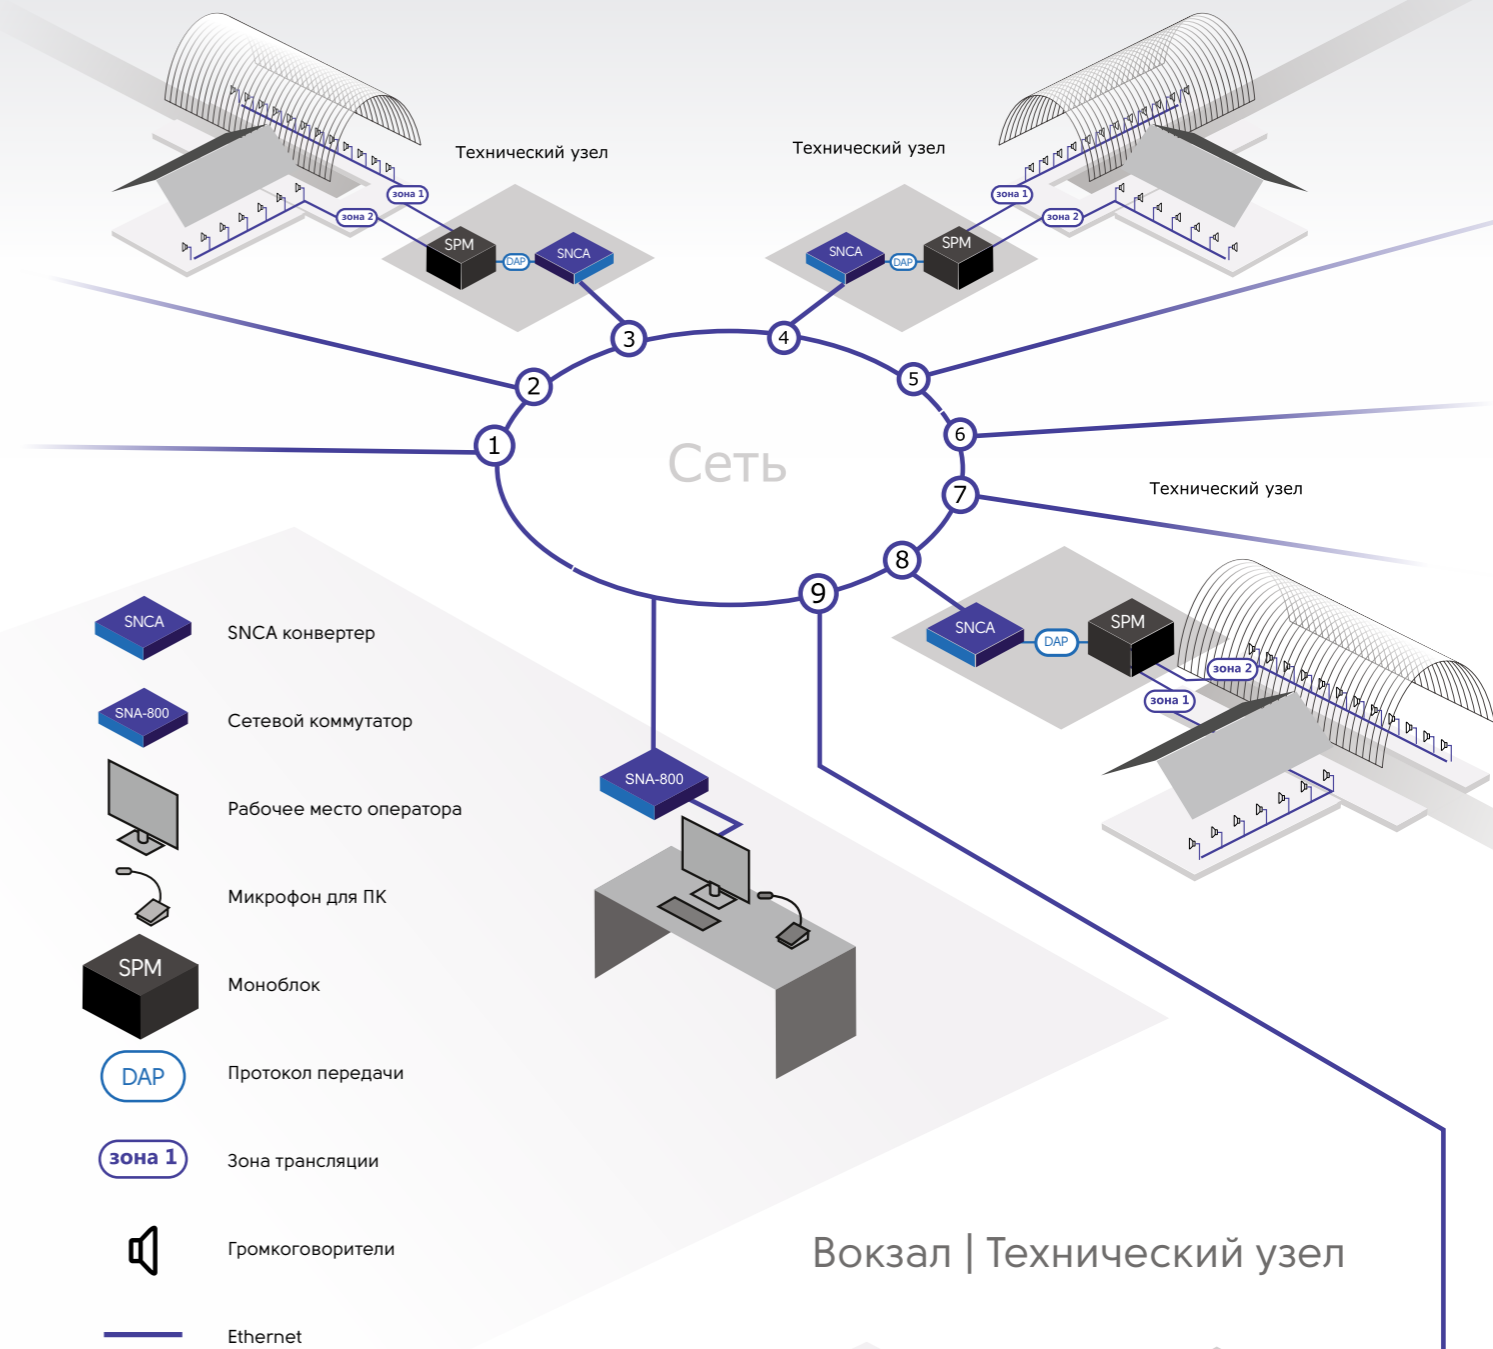 Технический узел
Технический узел
зона 1
зона 2
SPM
DAP
SNCA
SNCA
DAP
SPM
зона 1
зона 2
3
4
2
5
1
6
Сеть
7
Технический узел
8
9
SNCA
DAP
SPM
зона 2
зона 1
SNCA
SNCA конвертер
SNA-800
Сетевой коммутатор
SNA-800
Рабочее место оператора
Микрофон для ПК
SPM
Моноблок
DAP
Протокол передачи
зона 1
Зона трансляции
Громкоговорители
Вокзал | Технический узел
Ethernet